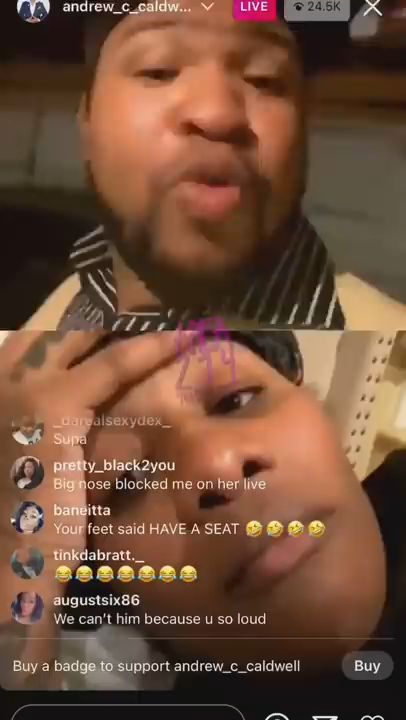 andrew_c_caldw...
LIVE
24.5K
_darealsexydex_
Supa
pretty_black2you
Big nose blocked me on her live
baneitta
Your feet said HAVE A SEAT 🤣🤣🤣🤣
tinkdabratt._
😂😂😂😂😂😂😂
augustsix86
We can't him because u so loud
Buy a badge to support andrew_c_caldwell
Buy